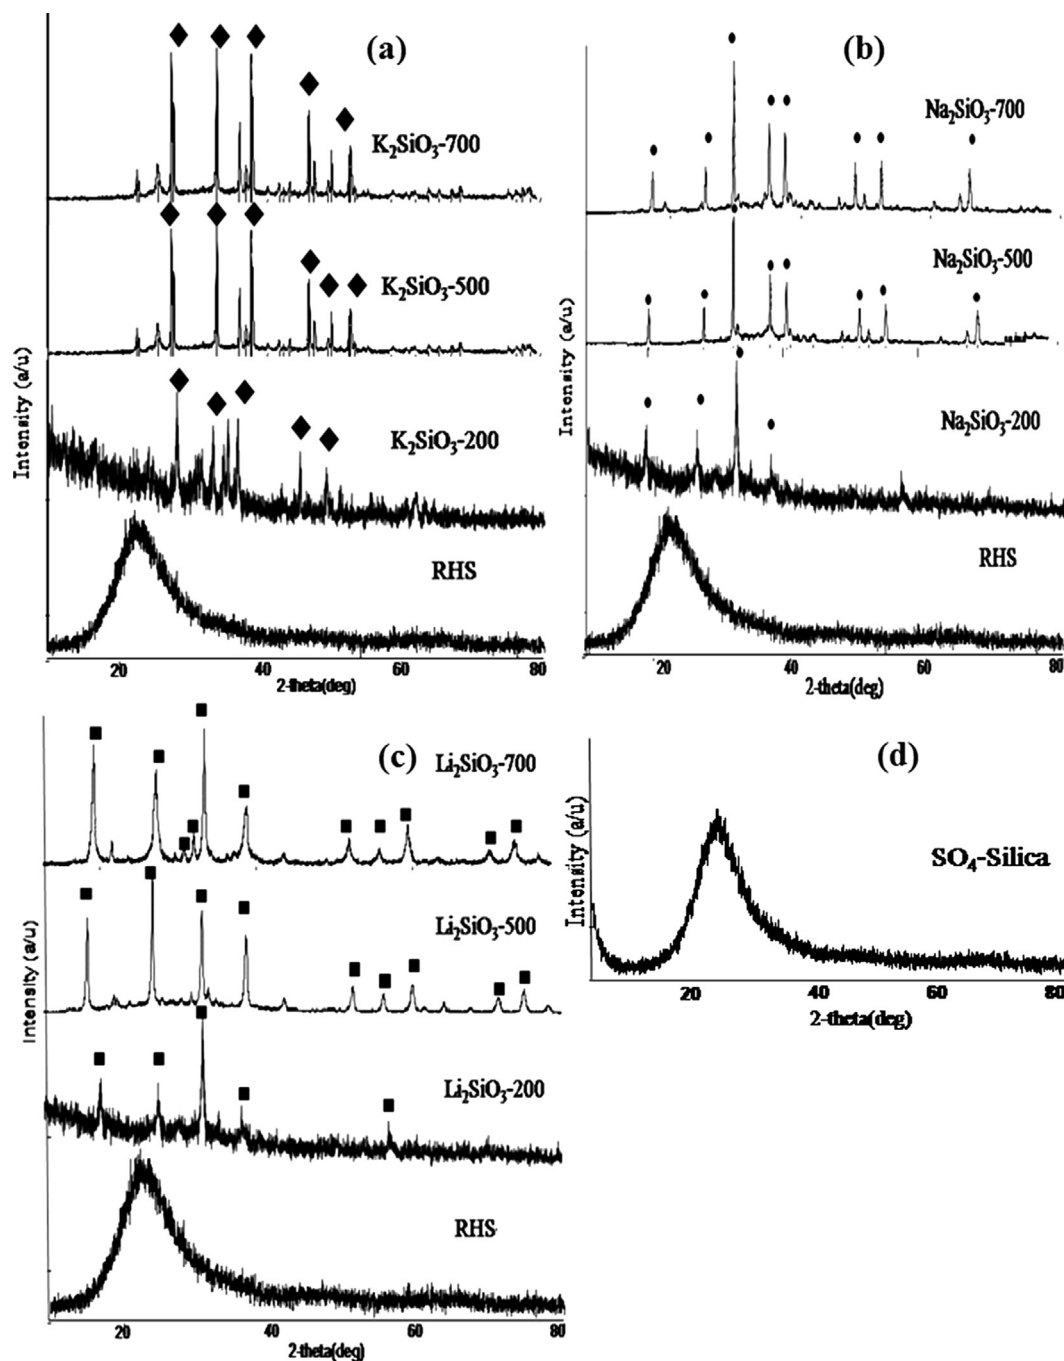 (a)
K₂SiO₃-700
K₂SiO₃-500
K₂SiO₃-200
RHS
Intensity (a/u)
20 40 60 80
2-theta(deg)
(b)
Na₂SiO₃-700
Na₂SiO₃-500
Na₂SiO₃-200
RHS
Intensity (a/u)
20 40 60 80
2-theta(deg)
(c)
Li₂SiO₃-700
Li₂SiO₃-500
Li₂SiO₃-200
RHS
Intensity (a/u)
20 40 60 80
2-theta(deg)
(d)
SO₄-Silica
Intensity (a/u)
20 40 60 80
2-theta(deg)